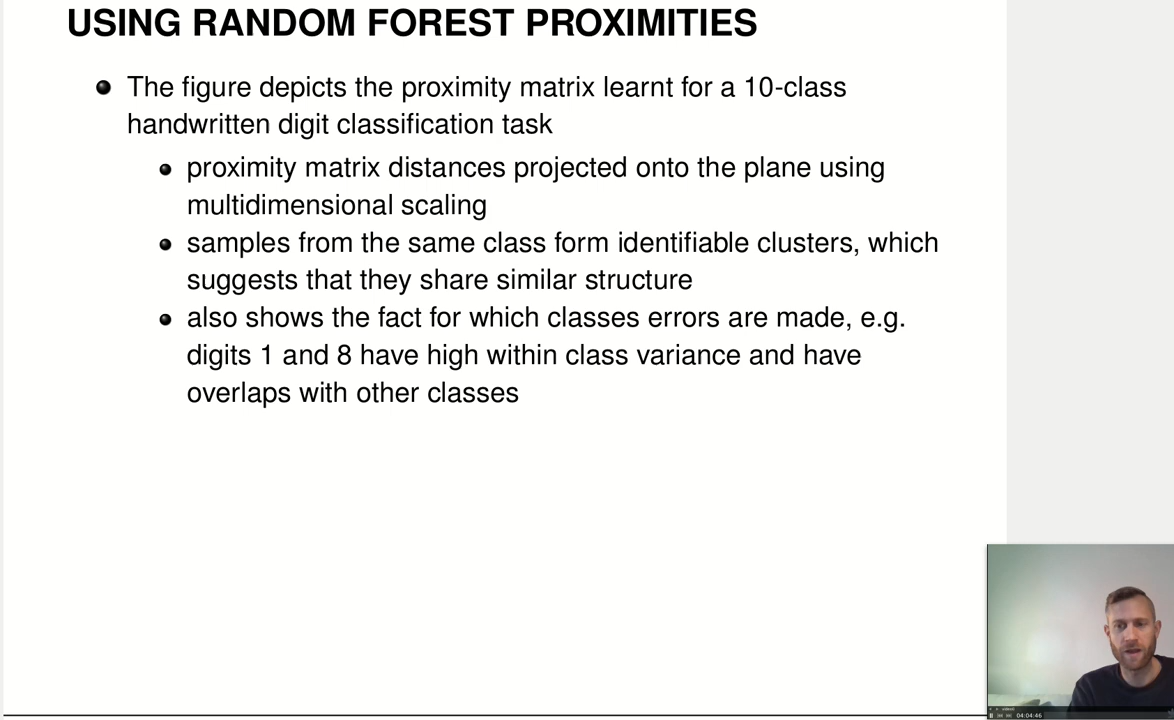 USING RANDOM FOREST PROXIMITIES
The figure depicts the proximity matrix learnt for a 10-class
handwritten digit classification task
proximity matrix distances projected onto the plane using
multidimensional scaling
samples from the same class form identifiable clusters, which
suggests that they share similar structure
also shows the fact for which classes errors are made, e.g.
digits 1 and 8 have high within class variance and have
overlaps with other classes
04:04:46